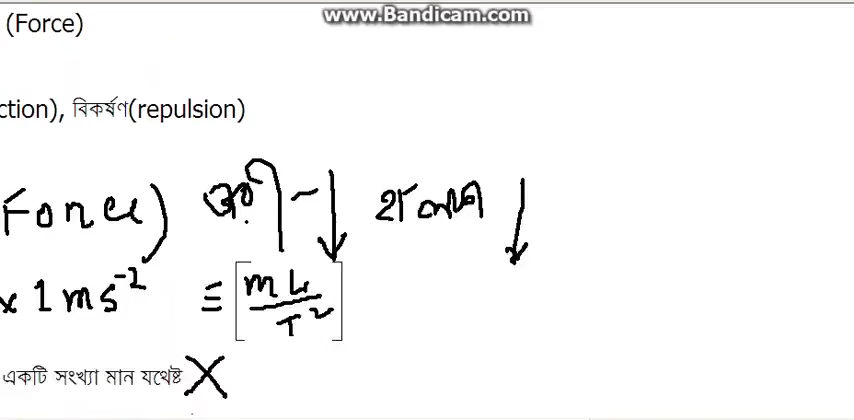 www.Bandicam.com
(Force)
ction), বিকর্ষণ(repulsion)
Force)
x 1 ms⁻² ≡ [mL/T²]
একটি সংখ্যা মান যথেষ্ট X